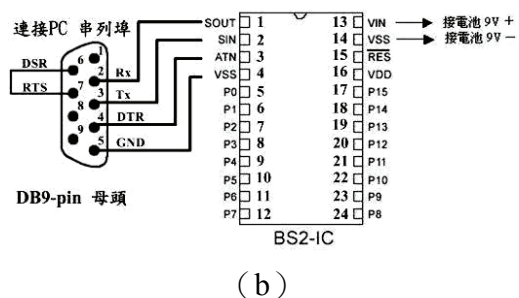 連接PC 串列埠
DSR
RTS
6
7
8
9
1
2
3
4
5
Rx
Tx
DTR
GND
DB9-pin 母頭
SOUT 1
SIN 2
ATN 3
VSS 4
P0 5
P1 6
P2 7
P3 8
P4 9
P5 10
P6 11
P7 12
13 VIN 接電池 9V +
14 VSS 接電池 9V −
15 RES
16 VDD
17 P15
18 P14
19 P13
20 P12
21 P11
22 P10
23 P9
24 P8
BS2-IC
(b)